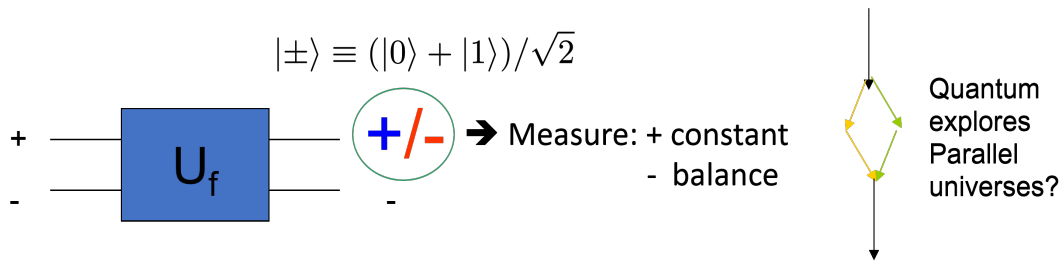 |±⟩ ≡ (|0⟩ + |1⟩)/√2
+
-
U_f
+/-
-
➔ Measure: + constant
- balance
Quantum
explores
Parallel
universes?